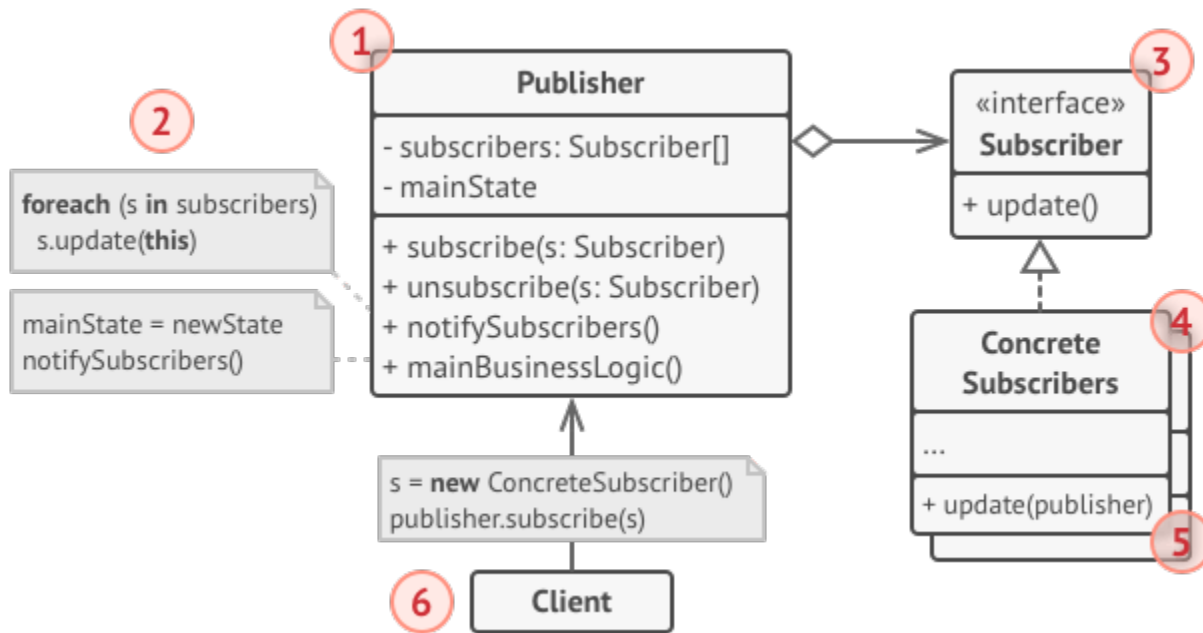 1
Publisher
- subscribers: Subscriber[]
- mainState
+ subscribe(s: Subscriber)
+ unsubscribe(s: Subscriber)
+ notifySubscribers()
+ mainBusinessLogic()
2
foreach (s in subscribers)
s.update(this)
mainState = newState
notifySubscribers()
3
«interface»
Subscriber
+ update()
4
Concrete
Subscribers
...
+ update(publisher)
5
s = new ConcreteSubscriber()
publisher.subscribe(s)
6
Client